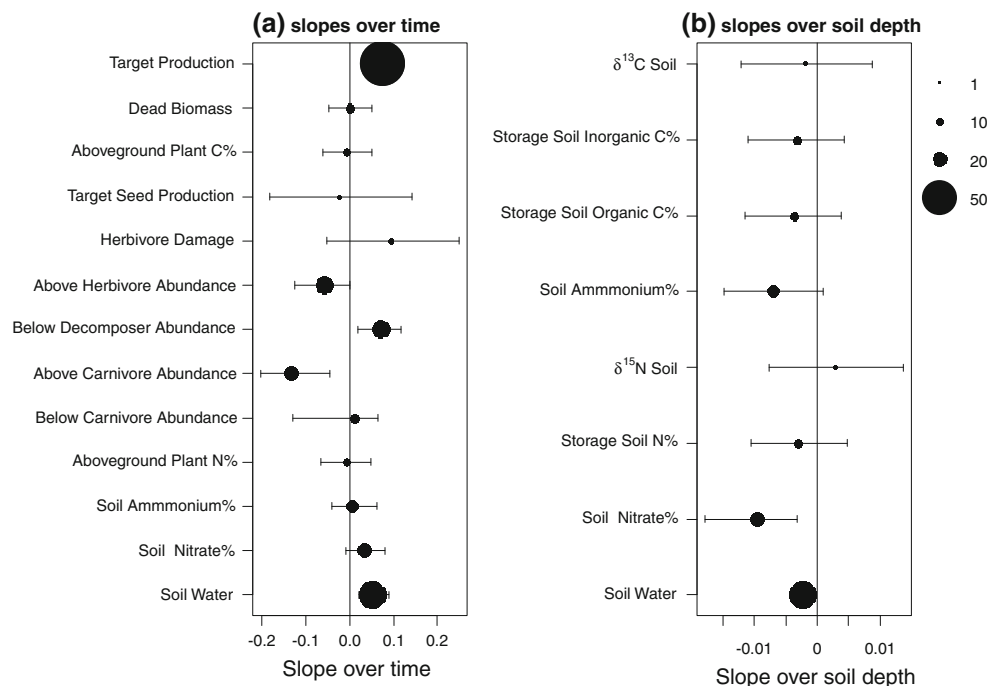 (a) slopes over time
Target Production
Dead Biomass
Aboveground Plant C%
Target Seed Production
Herbivore Damage
Above Herbivore Abundance
Below Decomposer Abundance
Above Carnivore Abundance
Below Carnivore Abundance
Aboveground Plant N%
Soil Ammmonium%
Soil Nitrate%
Soil Water
-0.2 -0.1 0.0 0.1 0.2
Slope over time
(b) slopes over soil depth
δ¹³C Soil
Storage Soil Inorganic C%
Storage Soil Organic C%
Soil Ammmonium%
δ¹⁵N Soil
Storage Soil N%
Soil Nitrate%
Soil Water
-0.01 0 0.01
Slope over soil depth
1
10
20
50